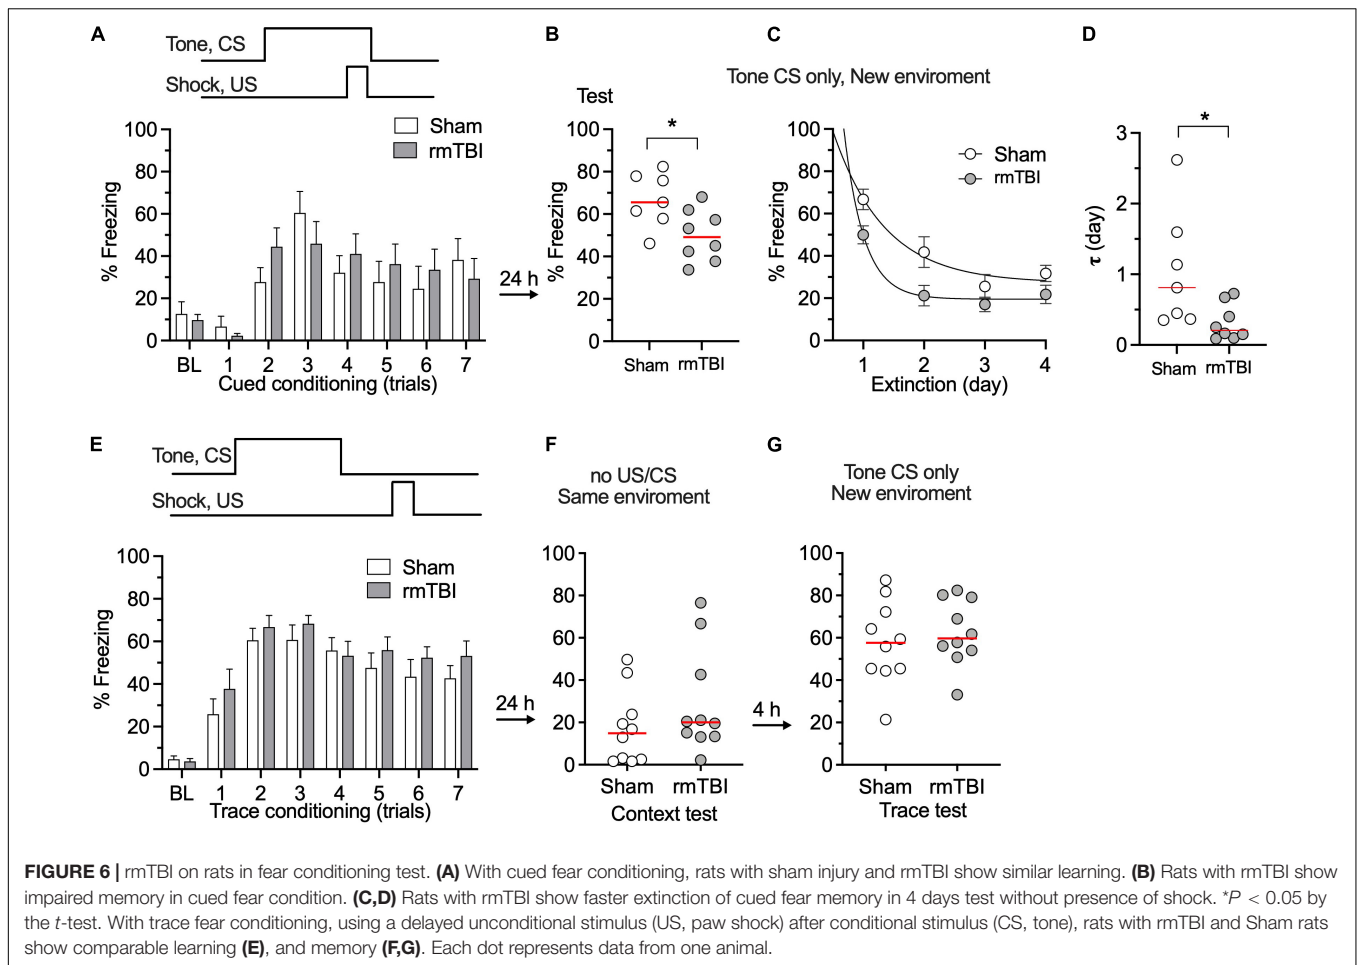 A
Tone, CS
Shock, US
Sham
rmTBI
% Freezing
100
80
60
40
20
0
BL 1 2 3 4 5 6 7
Cued conditioning (trials)
24 h
B
Test
*
% Freezing
100
80
60
40
20
0
Sham rmTBI
C
Tone CS only, New enviroment
Sham
rmTBI
% Freezing
100
80
60
40
20
0
1 2 3 4
Extinction (day)
D
*
τ (day)
3
2
1
0
Sham rmTBI
E
Tone, CS
Shock, US
Sham
rmTBI
% Freezing
100
80
60
40
20
0
BL 1 2 3 4 5 6 7
Trace conditioning (trials)
24 h
F
no US/CS
Same enviroment
100
80
60
40
20
0
Sham rmTBI
Context test
4 h
G
Tone CS only
New enviroment
100
80
60
40
20
0
Sham rmTBI
Trace test
FIGURE 6 | rmTBI on rats in fear conditioning test. (A) With cued fear conditioning, rats with sham injury and rmTBI show similar learning. (B) Rats with rmTBI show
impaired memory in cued fear condition. (C,D) Rats with rmTBI show faster extinction of cued fear memory in 4 days test without presence of shock. *P < 0.05 by
the t-test. With trace fear conditioning, using a delayed unconditional stimulus (US, paw shock) after conditional stimulus (CS, tone), rats with rmTBI and Sham rats
show comparable learning (E), and memory (F,G). Each dot represents data from one animal.